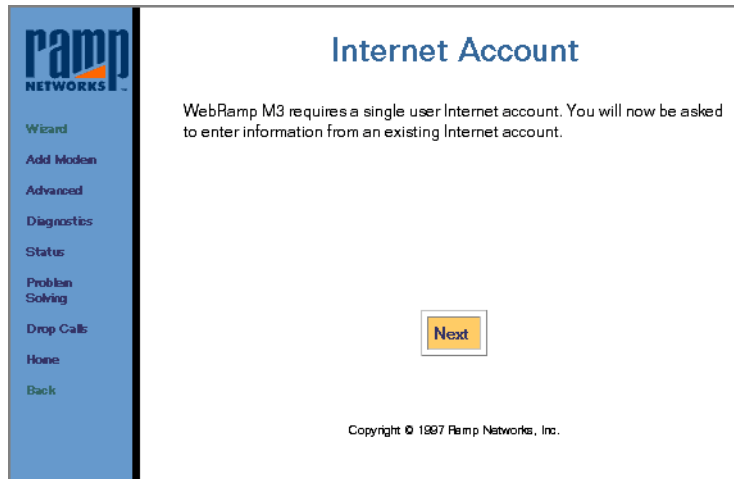 ramp
NETWORKS
Wizard
Add Modem
Advanced
Diagnostics
Status
Problem
Solving
Drop Calls
Home
Back
Internet Account
WebRamp M3 requires a single user Internet account. You will now be asked
to enter information from an existing Internet account.
Next
Copyright © 1997 Ramp Networks, Inc.